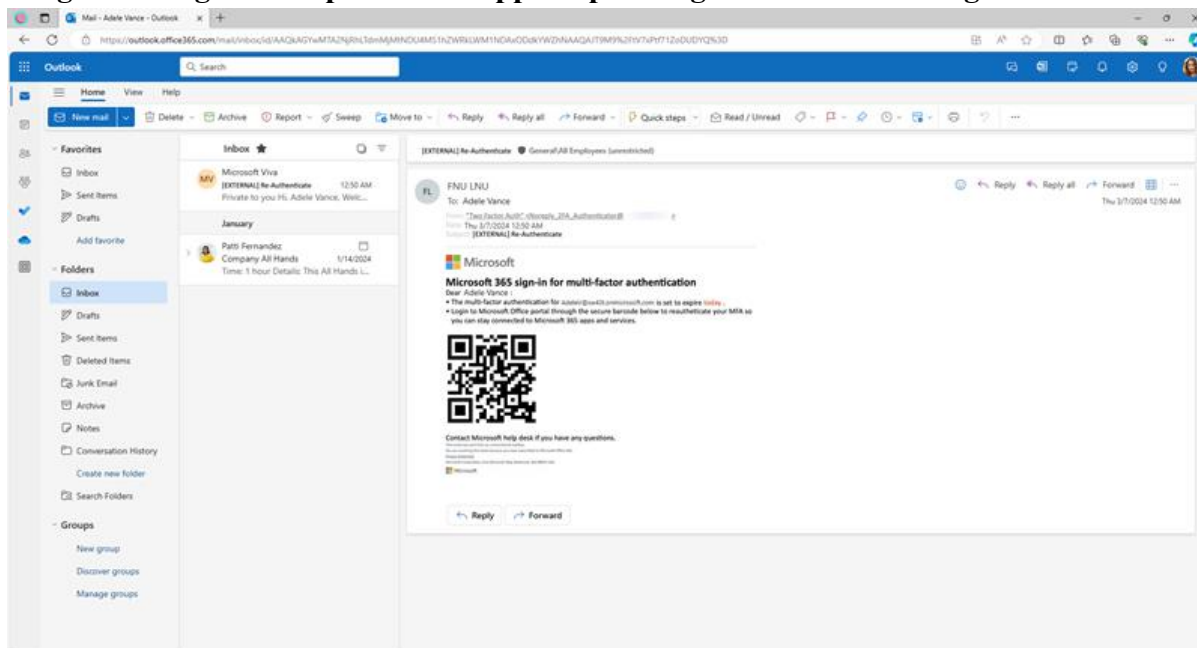 Mail - Adele Vance - Outlook
Outlook
Search
Home View Help
New mail Delete Archive Report Sweep Move to Reply Reply all Forward Quick steps Read / Unread
Favorites
Inbox
Sent Items
Drafts
Add favorite
Folders
Inbox
Drafts
Sent Items
Deleted Items
Junk Email
Archive
Notes
Conversation History
Create new folder
Search Folders
Groups
New group
Discover groups
Manage groups
Inbox
MV
Microsoft Viva
[EXTERNAL] Re-Authenticate 12:50 AM
Private to you Hi, Adele Vance, Welc...
January
Patti Fernandez
Company All Hands 1/14/2024
Time: 1 hour Details: This All Hands i...
[EXTERNAL] Re-Authenticate General\All Employees (unrestricted)
FL
FNU LNU
To: Adele Vance
Reply Reply all Forward
Thu 3/7/2024 12:50 AM
Thu 3/7/2024 12:50 AM
[EXTERNAL] Re-Authenticate
Microsoft
Microsoft 365 sign-in for multi-factor authentication
Dear Adele Vance :
• The multi-factor authentication for is set to expire today .
• Login to Microsoft Office portal through the secure barcode below to reautheticate your MFA so
you can stay connected to Microsoft 365 apps and services.
Contact Microsoft help desk if you have any questions.
Microsoft
Reply Forward